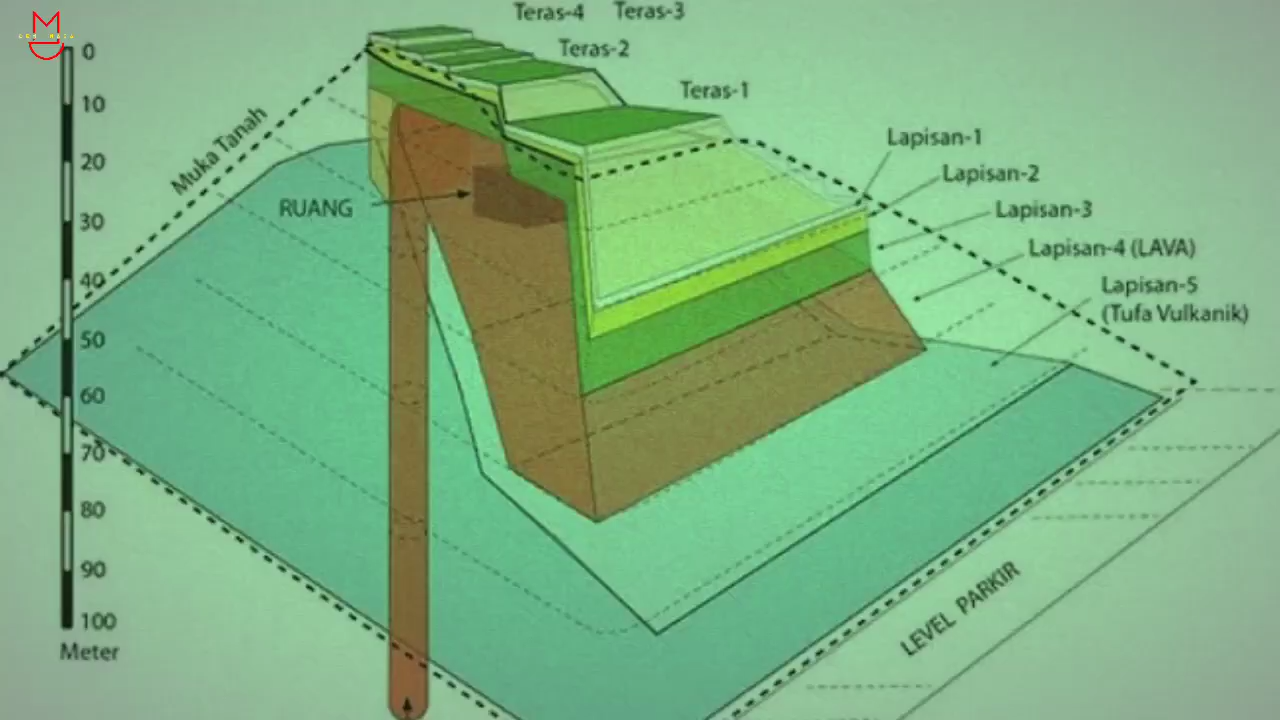 Teras-4 Teras-3
Teras-2
Teras-1
Muka Tanah
RUANG
Lapisan-1
Lapisan-2
Lapisan-3
Lapisan-4 (LAVA)
Lapisan-5
(Tufa Vulkanik)
LEVEL PARKIR
0
10
20
30
40
50
60
70
80
90
100
Meter